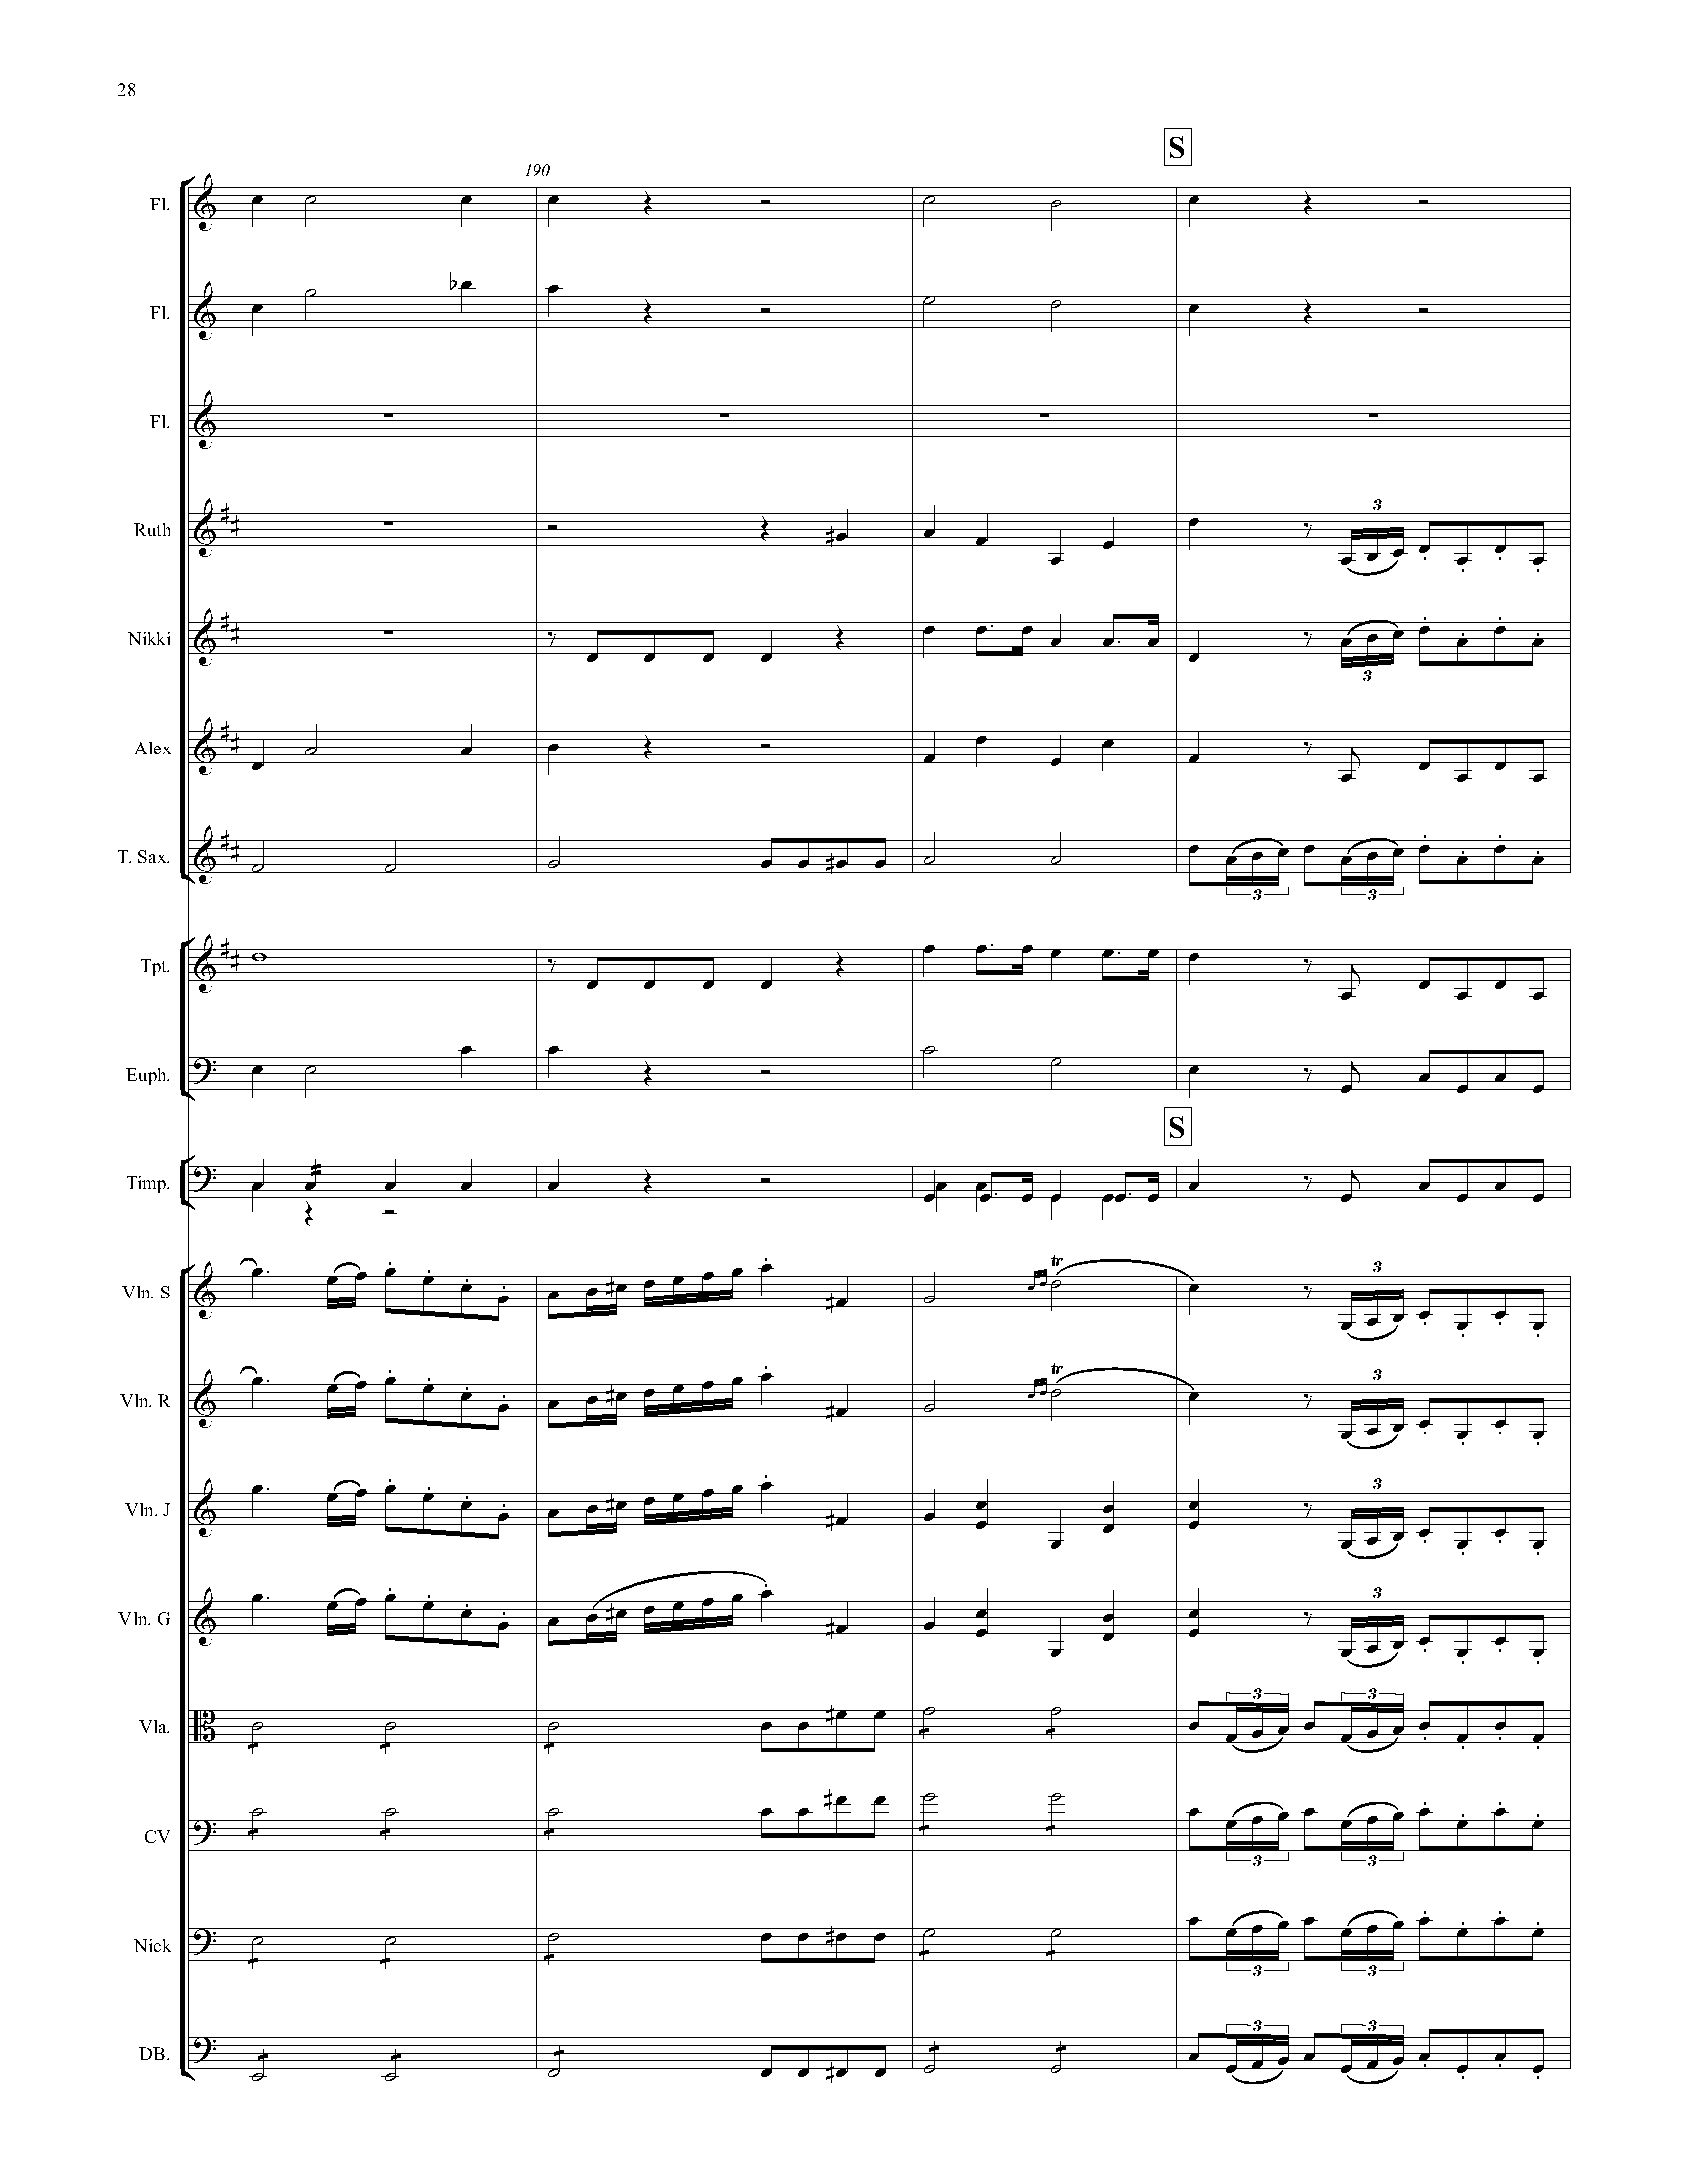 28
S
190
Fl.
Fl.
Fl.
Ruth
3
Nikki
3
Alex
T. Sax.
3 3
Tpt.
Euph.
S
Timp.
tr
Vln. S
3
tr
Vln. R
3
Vln. J
3
Vln. G
3
Vla.
3 3
CV
3 3
Nick
3 3
DB.
3 3